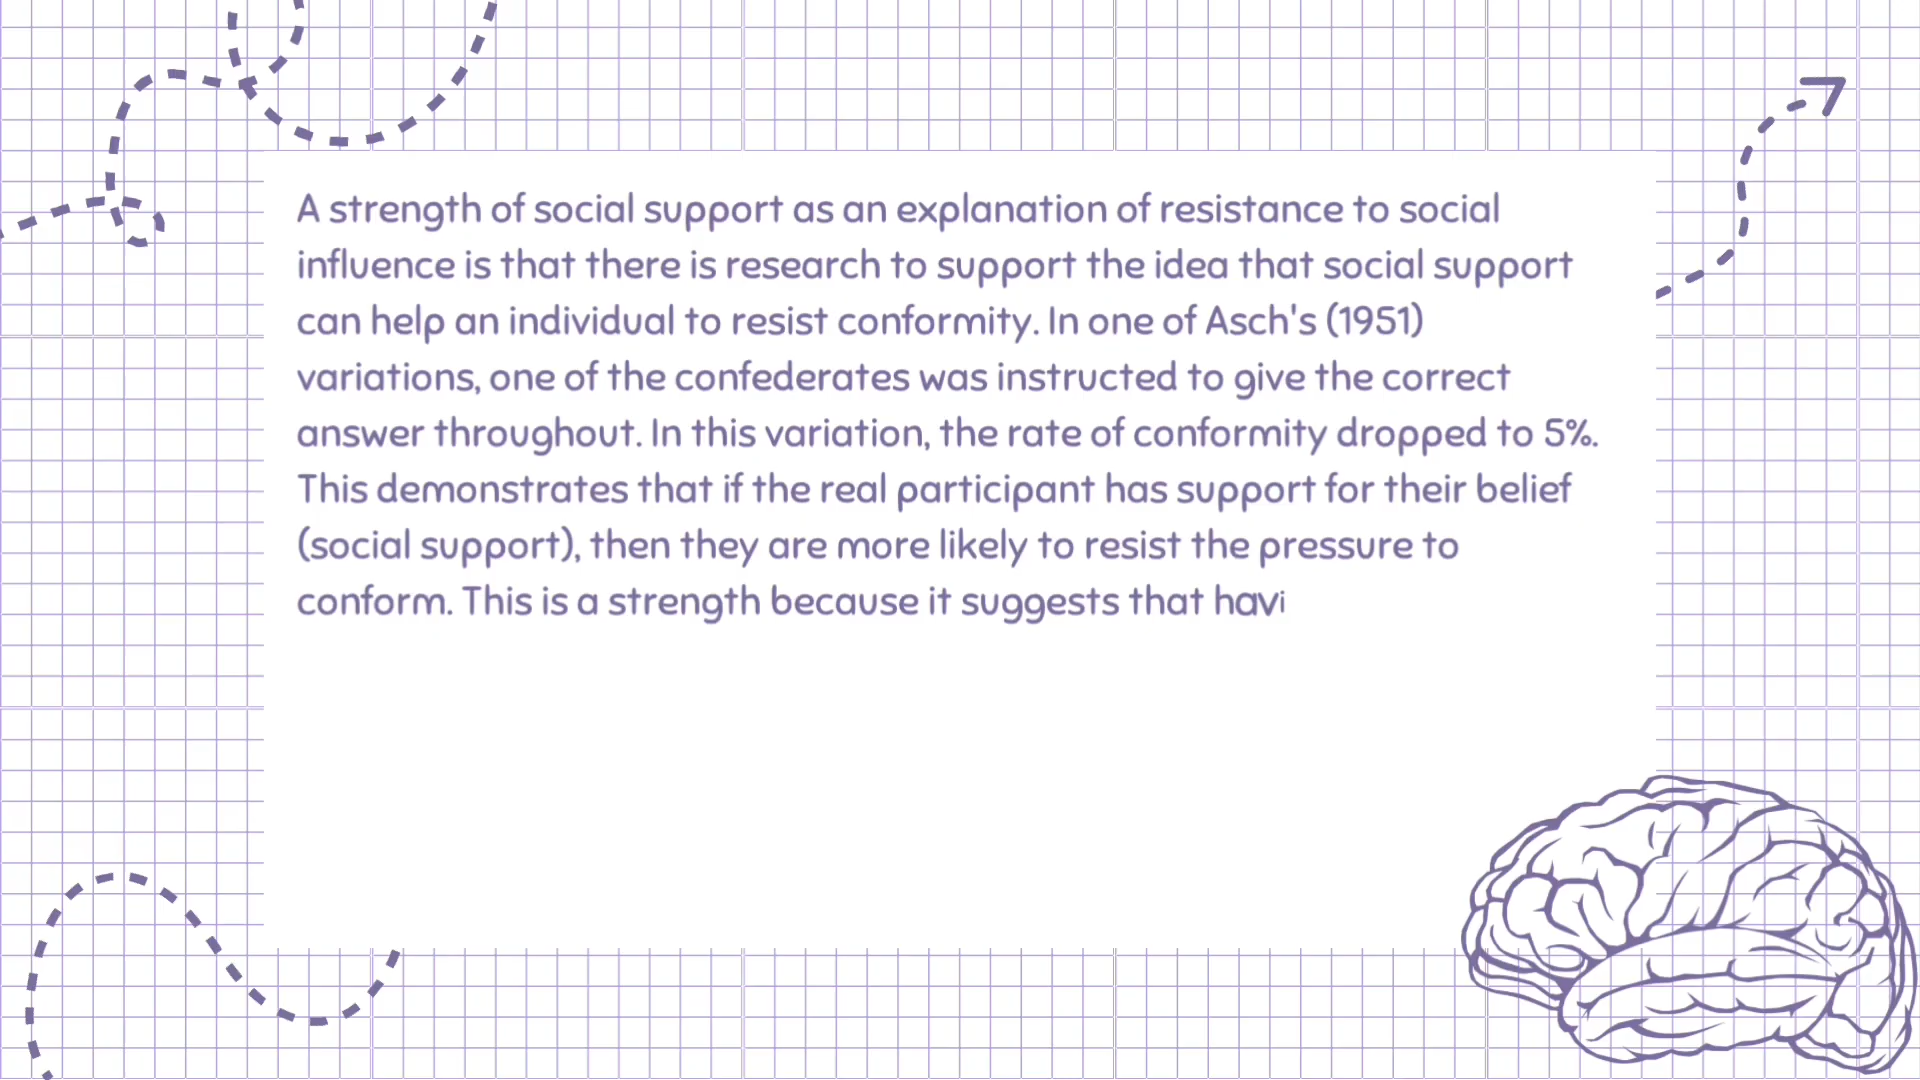 A strength of social support as an explanation of resistance to social
influence is that there is research to support the idea that social support
can help an individual to resist conformity. In one of Asch's (1951)
variations, one of the confederates was instructed to give the correct
answer throughout. In this variation, the rate of conformity dropped to 5%.
This demonstrates that if the real participant has support for their belief
(social support), then they are more likely to resist the pressure to
conform. This is a strength because it suggests that havi